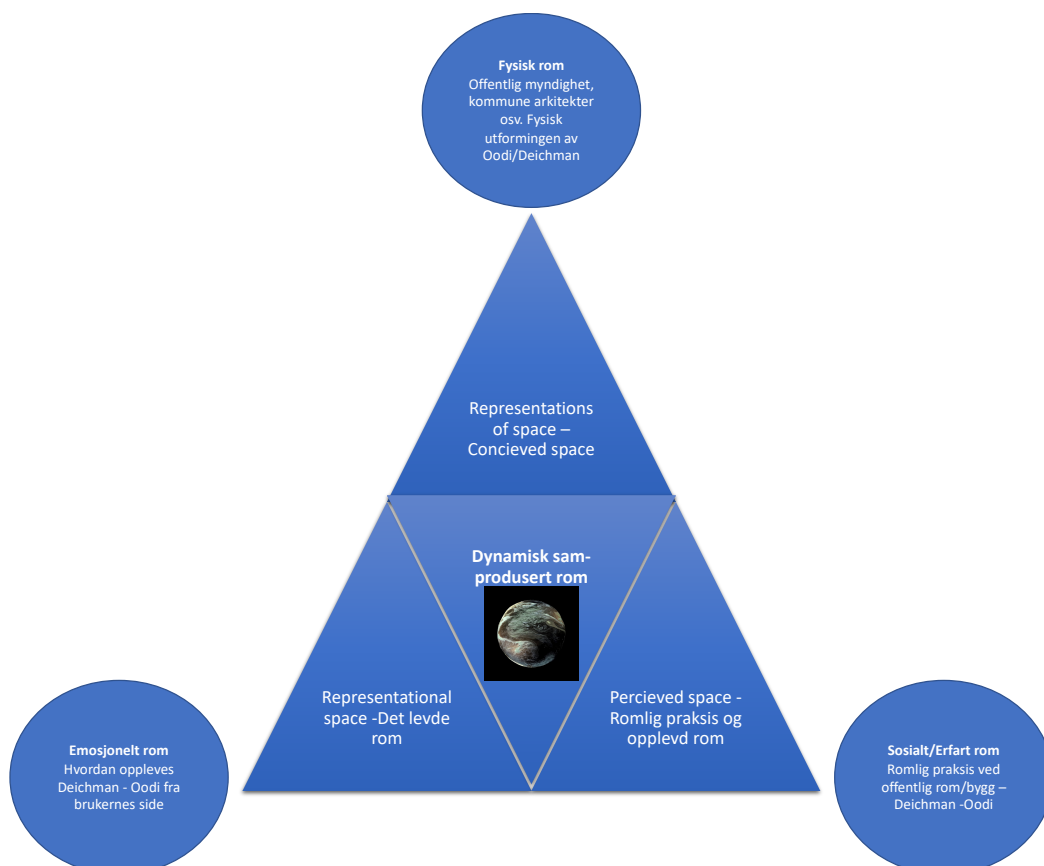 Fysisk rom
Offentlig myndighet,
kommune arkitekter
osv. Fysisk
utformingen av
Oodi/Deichman
Representations
of space –
Concieved space
Dynamisk sam-
produsert rom
Representational
space -Det levde
rom
Percieved space -
Romlig praksis og
opplevd rom
Emosjonelt rom
Hvordan oppleves
Deichman - Oodi fra
brukernes side
Sosialt/Erfart rom
Romlig praksis ved
offentlig rom/bygg –
Deichman -Oodi